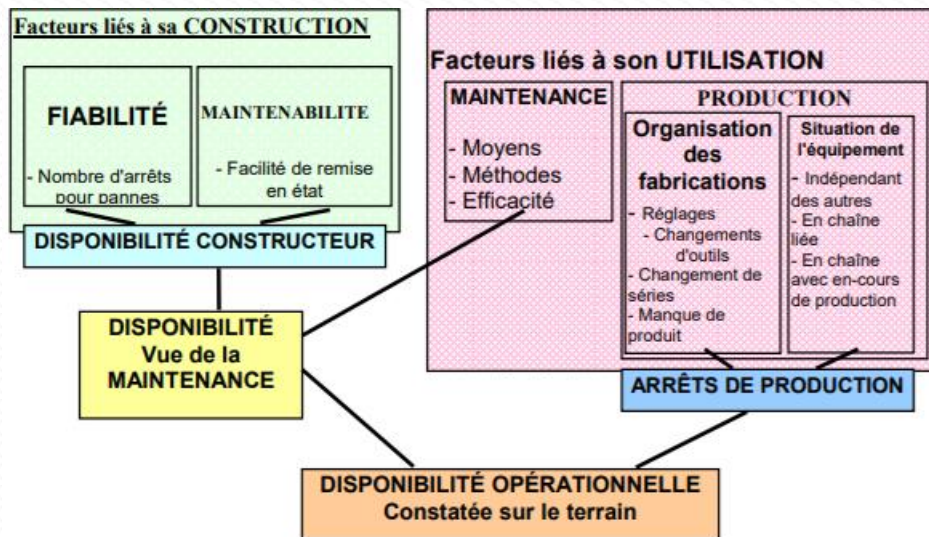 Facteurs liés à sa CONSTRUCTION
FIABILITÉ
- Nombre d'arrêts
pour pannes
MAINTENABILITE
- Facilité de remise
en état
DISPONIBILITÉ CONSTRUCTEUR
Facteurs liés à son UTILISATION
MAINTENANCE
- Moyens
- Méthodes
- Efficacité
PRODUCTION
Organisation
des
fabrications
- Réglages
- Changements
d'outils
- Changement de
séries
- Manque de
produit
Situation de
l'équipement
- Indépendant
des autres
- En chaîne
liée
- En chaîne
avec en-cours
de production
DISPONIBILITÉ
Vue de la
MAINTENANCE
ARRÊTS DE PRODUCTION
DISPONIBILITÉ OPÉRATIONNELLE
Constatée sur le terrain